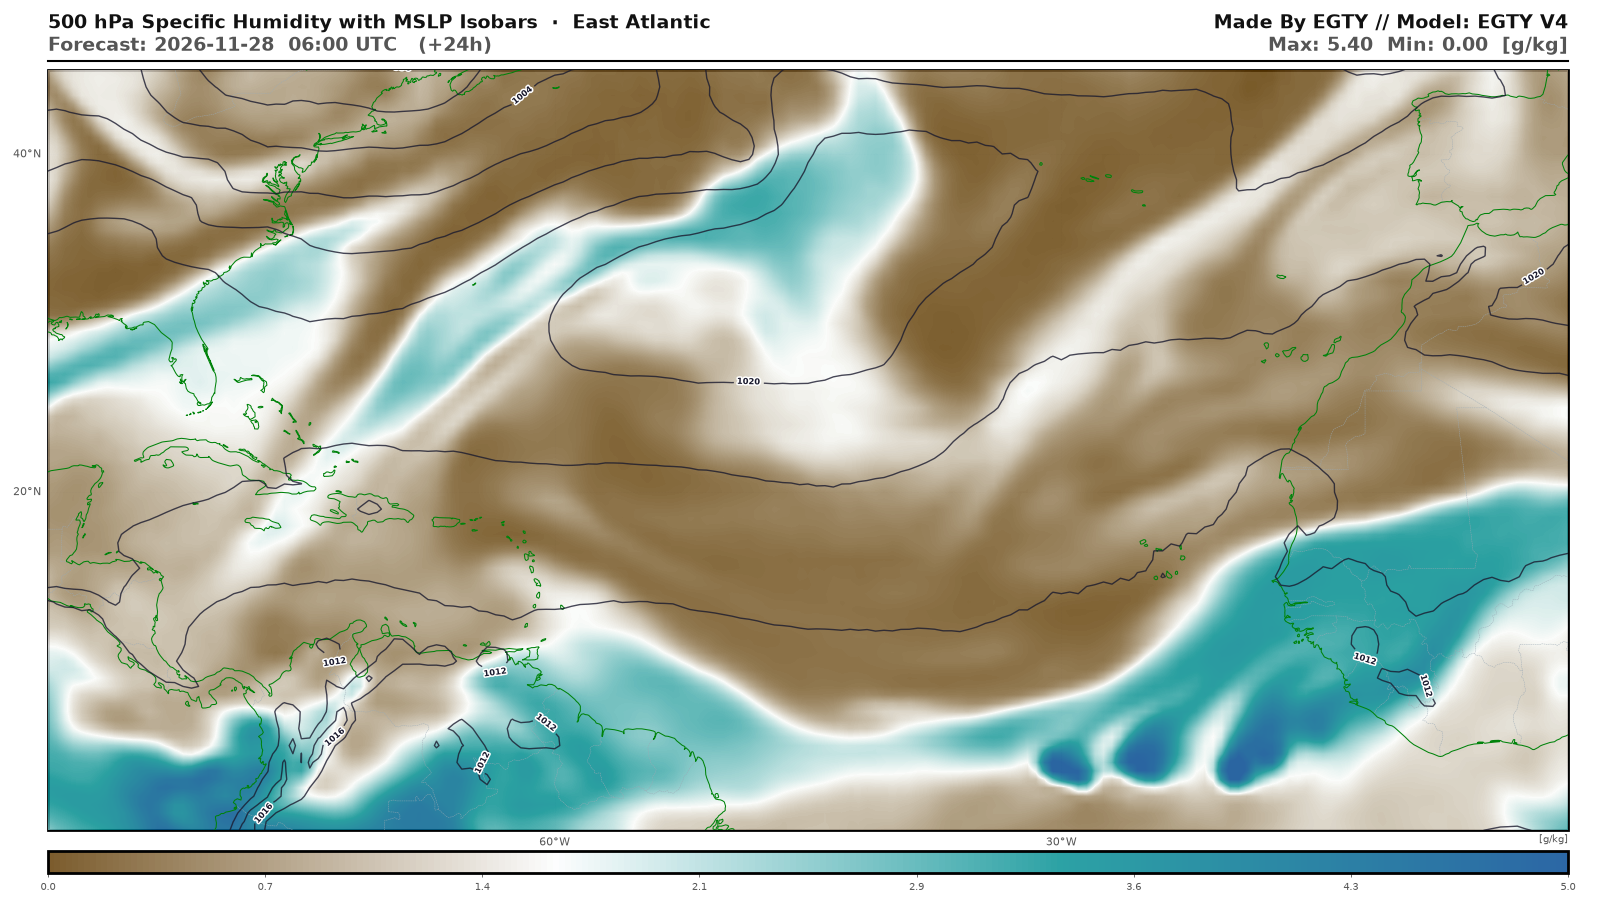 500 hPa Specific Humidity with MSLP Isobars · East Atlantic
Made By EGTY // Model: EGTY V4
Forecast: 2026-11-28 06:00 UTC (+24h)
Max: 5.40 Min: 0.00 [g/kg]
1004
40°N
1020
1020
20°N
1012
1012
1012
1012
1012
1016
1012
1016
60°W
30°W
[g/kg]
0.0 0.7 1.4 2.1 2.9 3.6 4.3 5.0